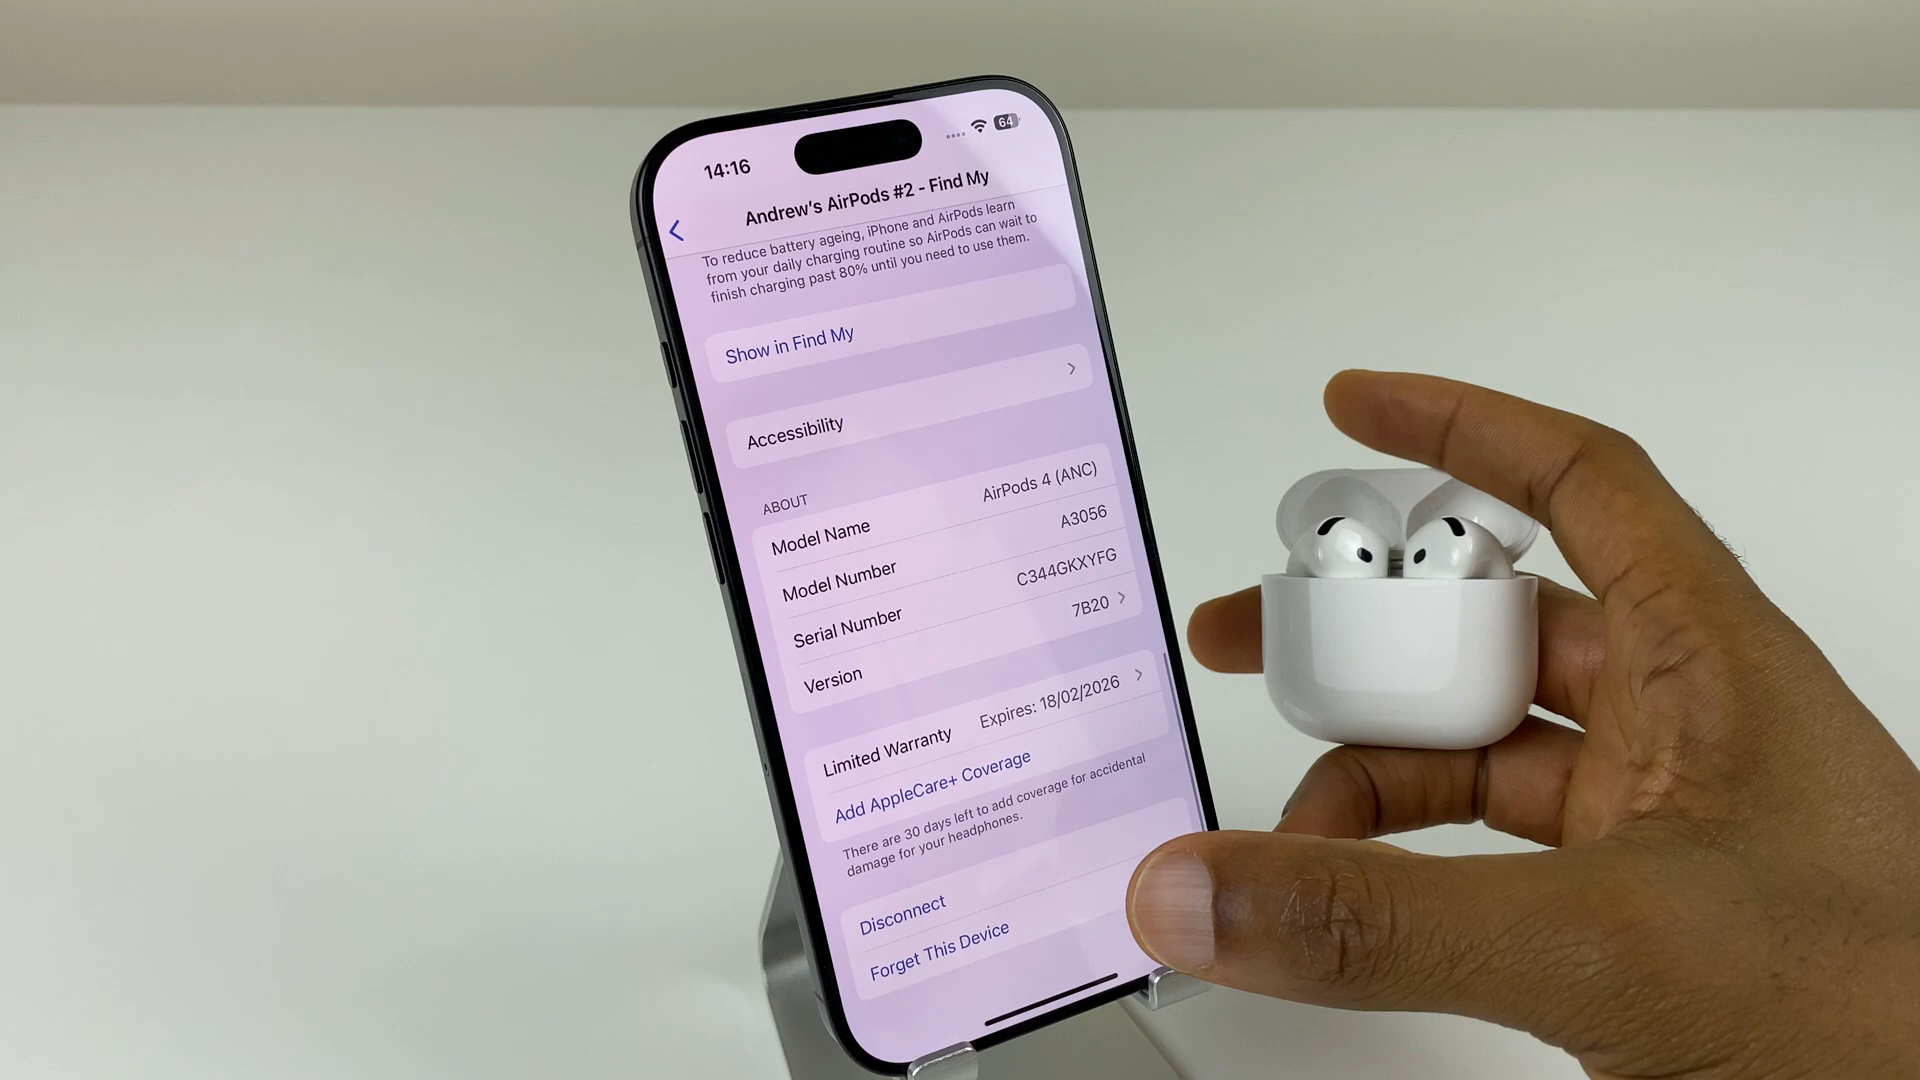 14:16
64
Andrew's AirPods #2 - Find My
To reduce battery ageing, iPhone and AirPods learn
from your daily charging routine so AirPods can wait to
finish charging past 80% until you need to use them.
Show in Find My
Accessibility
ABOUT
Model Name AirPods 4 (ANC)
Model Number A3056
Serial Number C344GKXYFG
Version 7B20
Limited Warranty Expires: 18/02/2026
Add AppleCare+ Coverage
There are 30 days left to add coverage for accidental
damage for your headphones.
Disconnect
Forget This Device